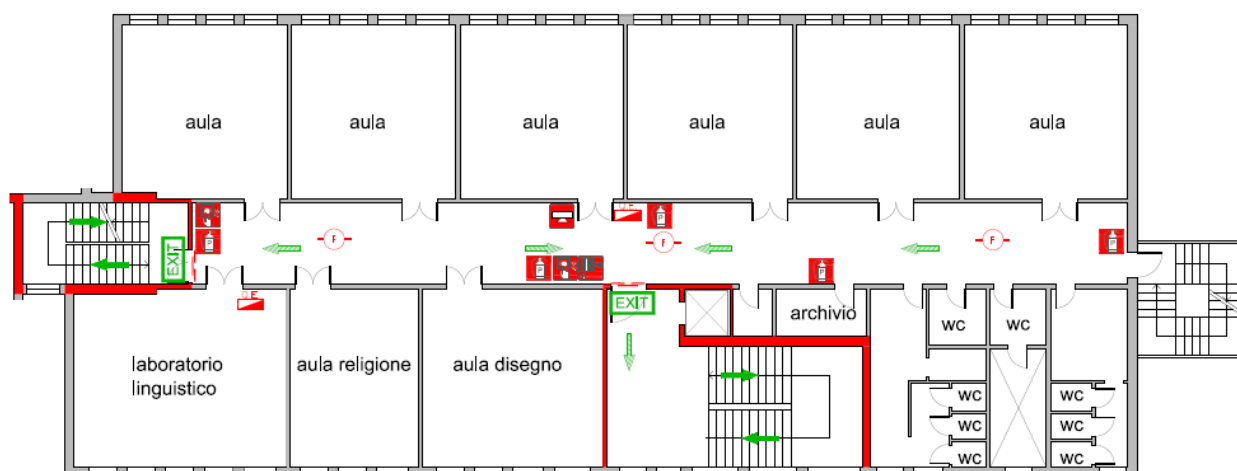 aula
aula
aula
aula
aula
aula
Q.E.
F
F
F
P
P
P
P
P
EXIT
Q.E.
EXIT
archivio
laboratorio
linguistico
aula religione
aula disegno
WC
WC
WC
WC
WC
WC
WC
WC